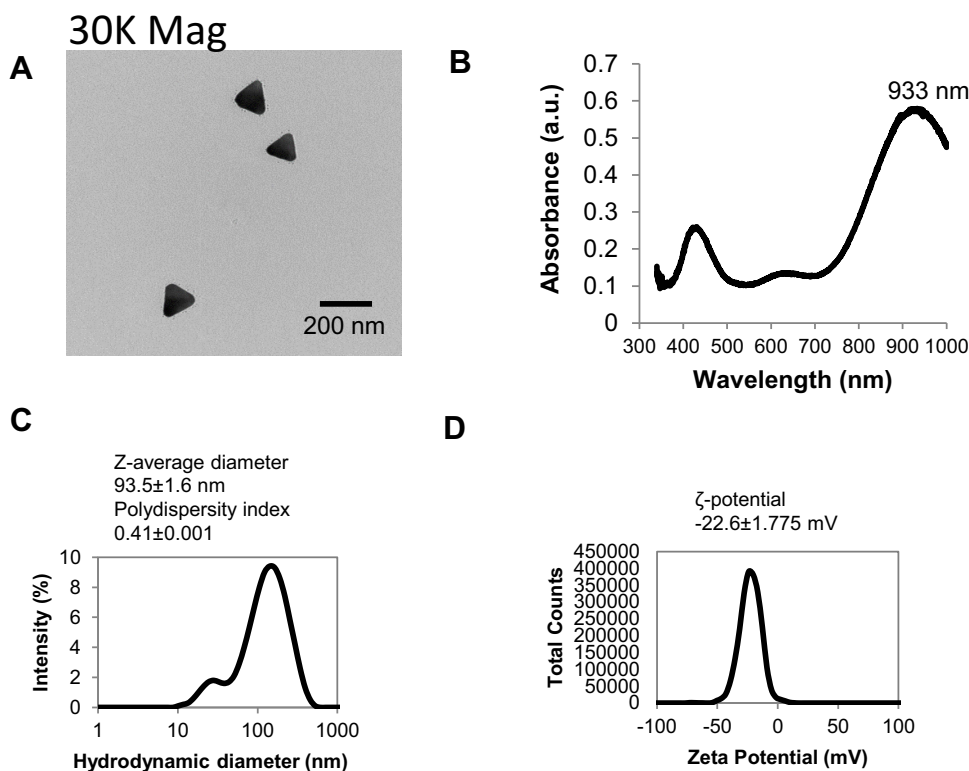 30K Mag
A
200 nm
B
933 nm
Absorbance (a.u.)
0.7
0.6
0.5
0.4
0.3
0.2
0.1
0
300 400 500 600 700 800 900 1000
Wavelength (nm)
C
Z-average diameter
93.5±1.6 nm
Polydispersity index
0.41±0.001
Intensity (%)
10
8
6
4
2
0
1 10 100 1000
Hydrodynamic diameter (nm)
D
ζ-potential
-22.6±1.775 mV
Total Counts
450000
400000
350000
300000
250000
200000
150000
100000
50000
0
-100 -50 0 50 100
Zeta Potential (mV)